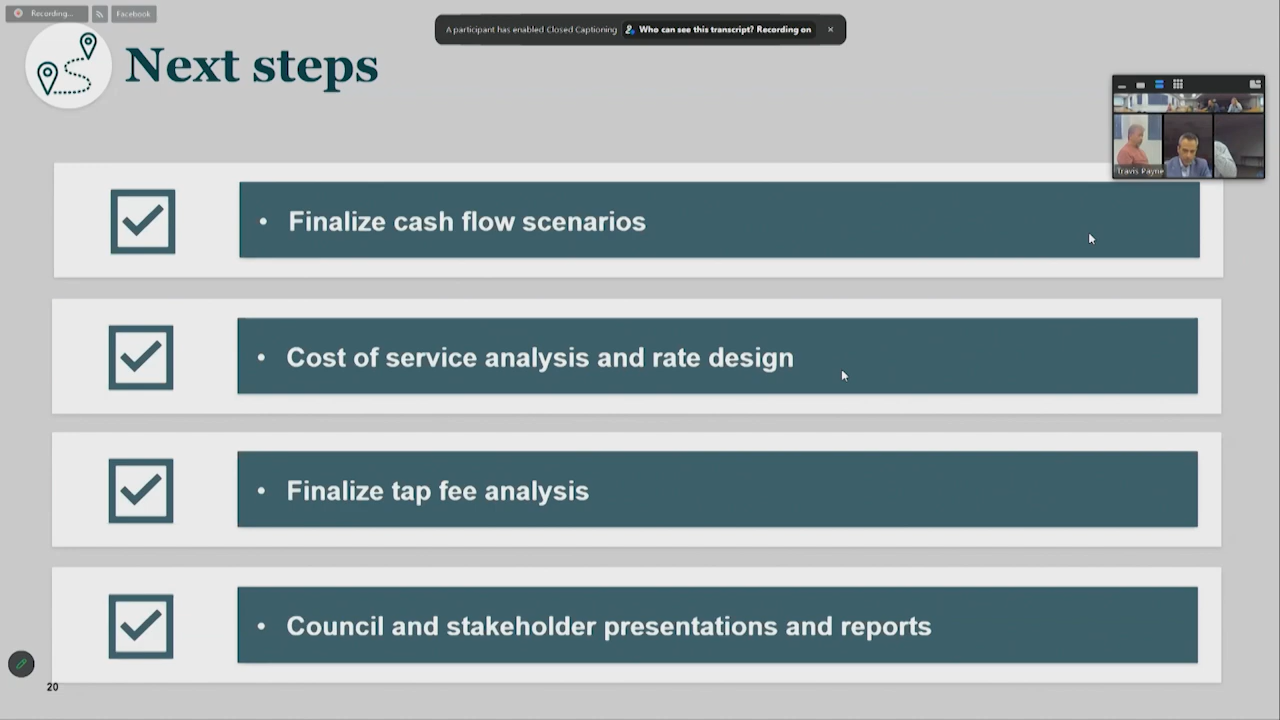 Recording...
Facebook
A participant has enabled Closed Captioning Who can see this transcript? Recording on
Next steps
Travis Payne
• Finalize cash flow scenarios
• Cost of service analysis and rate design
• Finalize tap fee analysis
• Council and stakeholder presentations and reports
20